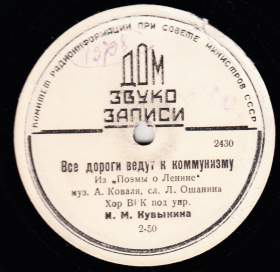 КОМИТЕТ РАДИОИНФОРМАЦИИ ПРИ СОВЕТЕ МИНИСТРОВ СССР
ДОМ
ЗВУКО
ЗАПИСИ
2430
Все дороги ведут к коммунизму
Из „Поэмы о Ленине"
муз. А. Коваля, сл. Л. Ошанина
Хор ВРК под упр.
И. М. Кувыкина
2-50